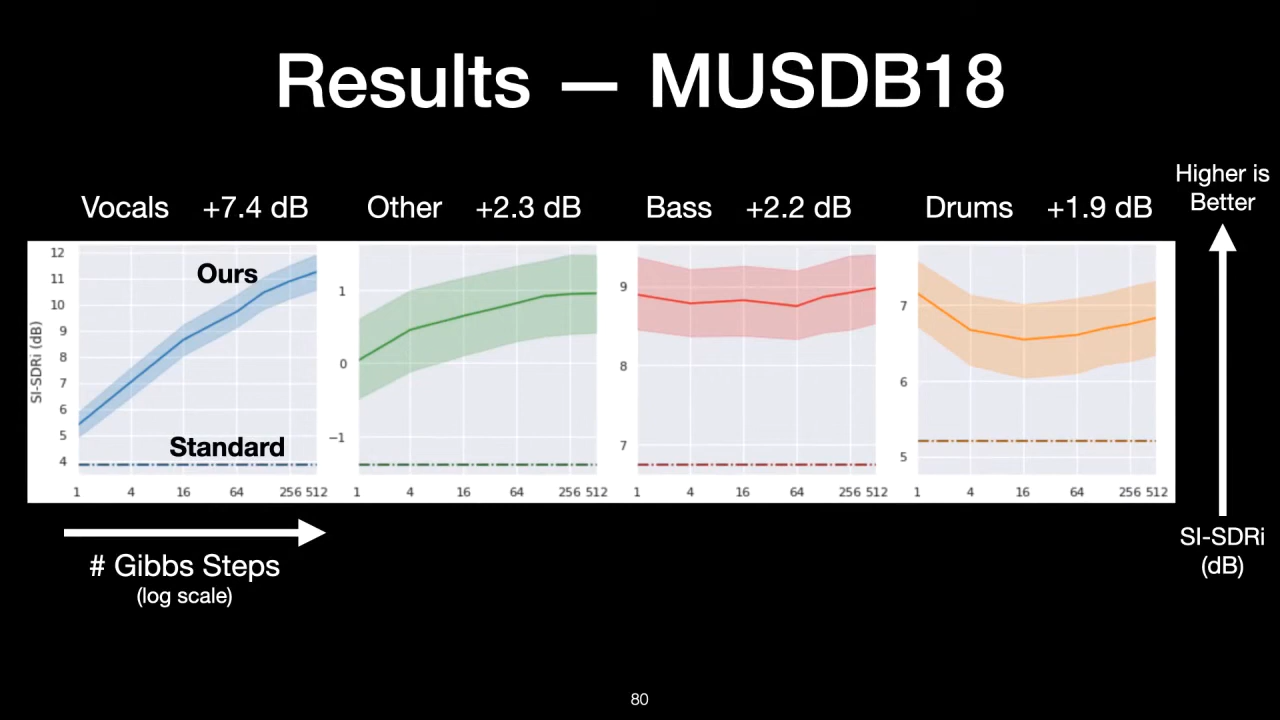 Results — MUSDB18
Higher is
Better
Vocals +7.4 dB
Other +2.3 dB
Bass +2.2 dB
Drums +1.9 dB
SI-SDRi (dB)
12
11
10
9
8
7
6
5
4
Ours
Standard
1 4 16 64 256 512
1
0
−1
1 4 16 64 256 512
9
8
7
1 4 16 64 256 512
7
6
5
1 4 16 64 256 512
# Gibbs Steps
(log scale)
SI-SDRi
(dB)
80